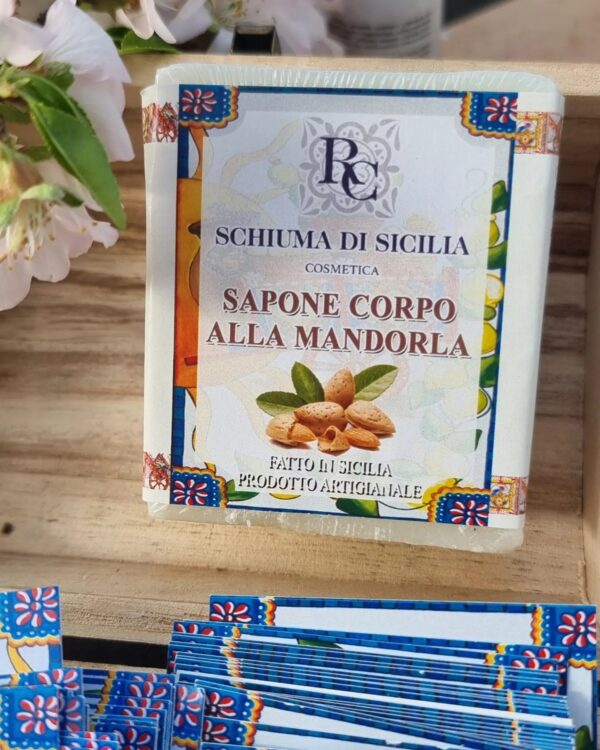 RC
SCHIUMA DI SICILIA
COSMETICA
SAPONE CORPO
ALLA MANDORLA
FATTO IN SICILIA
PRODOTTO ARTIGIANALE